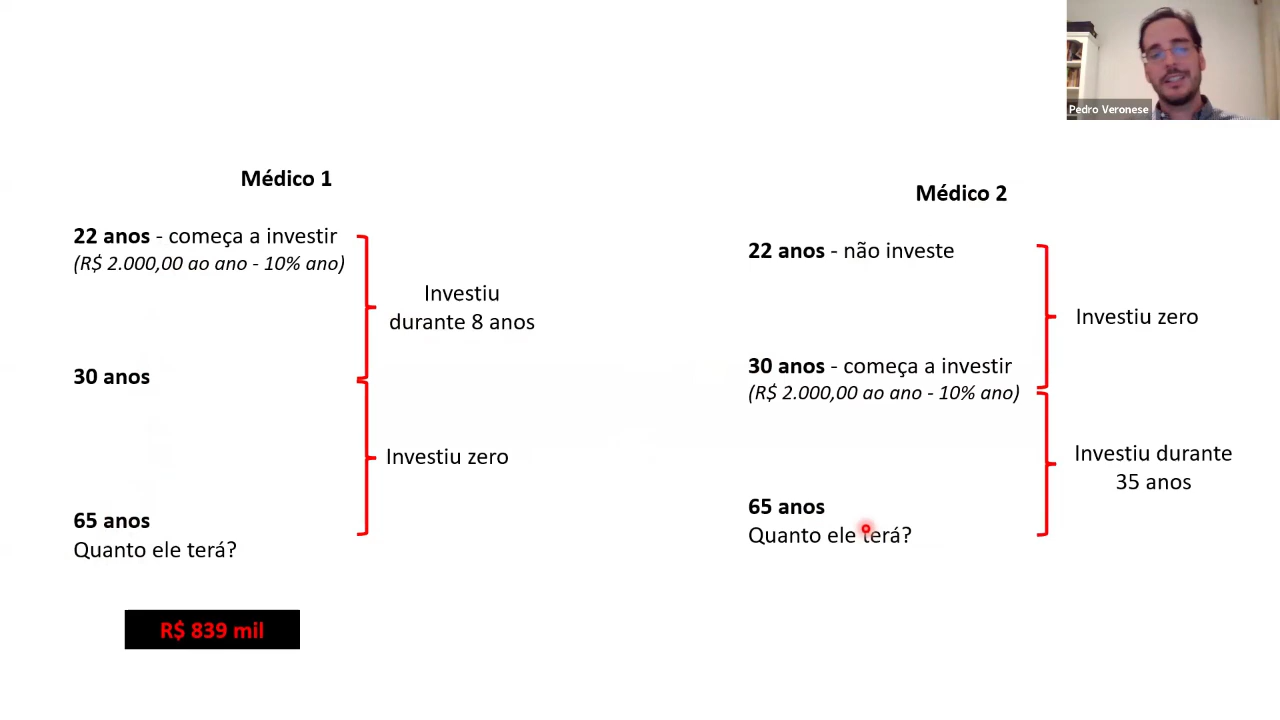 Pedro Veronese
Médico 1
22 anos - começa a investir
(R$ 2.000,00 ao ano - 10% ano)
Investiu
durante 8 anos
30 anos
Investiu zero
65 anos
Quanto ele terá?
R$ 839 mil
Médico 2
22 anos - não investe
Investiu zero
30 anos - começa a investir
(R$ 2.000,00 ao ano - 10% ano)
Investiu durante
35 anos
65 anos
Quanto ele terá?